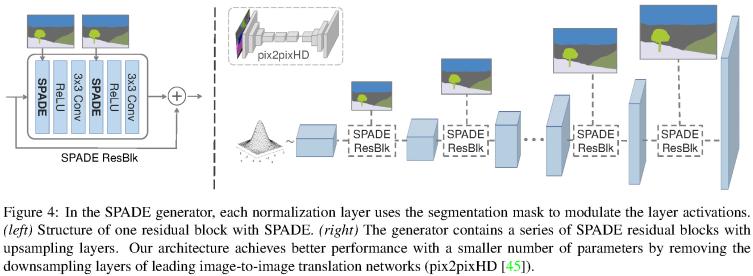 SPADE
ReLU
3x3 Conv
SPADE
ReLU
3x3 Conv
+
SPADE ResBlk
pix2pixHD
~
SPADE
ResBlk
SPADE
ResBlk
SPADE
ResBlk
SPADE
ResBlk
Figure 4: In the SPADE generator, each normalization layer uses the segmentation mask to modulate the layer activations.
(left) Structure of one residual block with SPADE. (right) The generator contains a series of SPADE residual blocks with
upsampling layers. Our architecture achieves better performance with a smaller number of parameters by removing the
downsampling layers of leading image-to-image translation networks (pix2pixHD [45]).